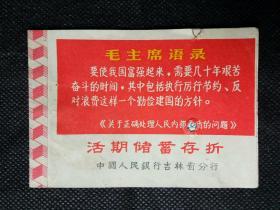 毛主席语录
要使我国富强起来，需要几十年艰苦
奋斗的时间，其中包括执行厉行节约、反
对浪费这样一个勤俭建国的方针。
《关于正确处理人民内部矛盾的问题》
活期储蓄存折
中國人民銀行吉林省分行